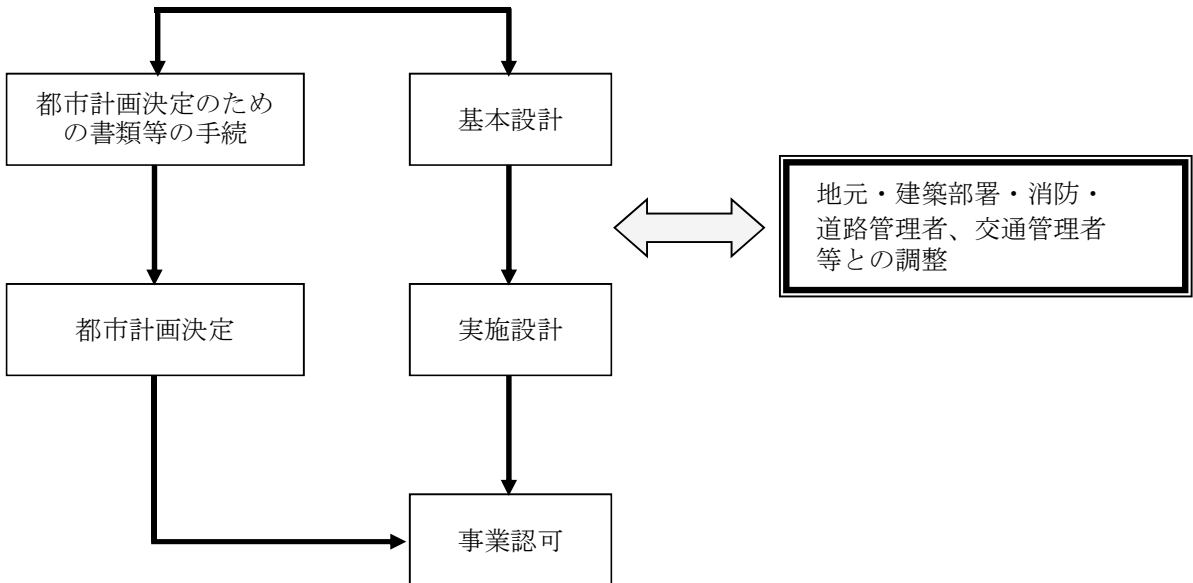 都市計画決定のため
の書類等の手続
基本設計
地元・建築部署・消防・
道路管理者、交通管理者
等との調整
都市計画決定
実施設計
事業認可